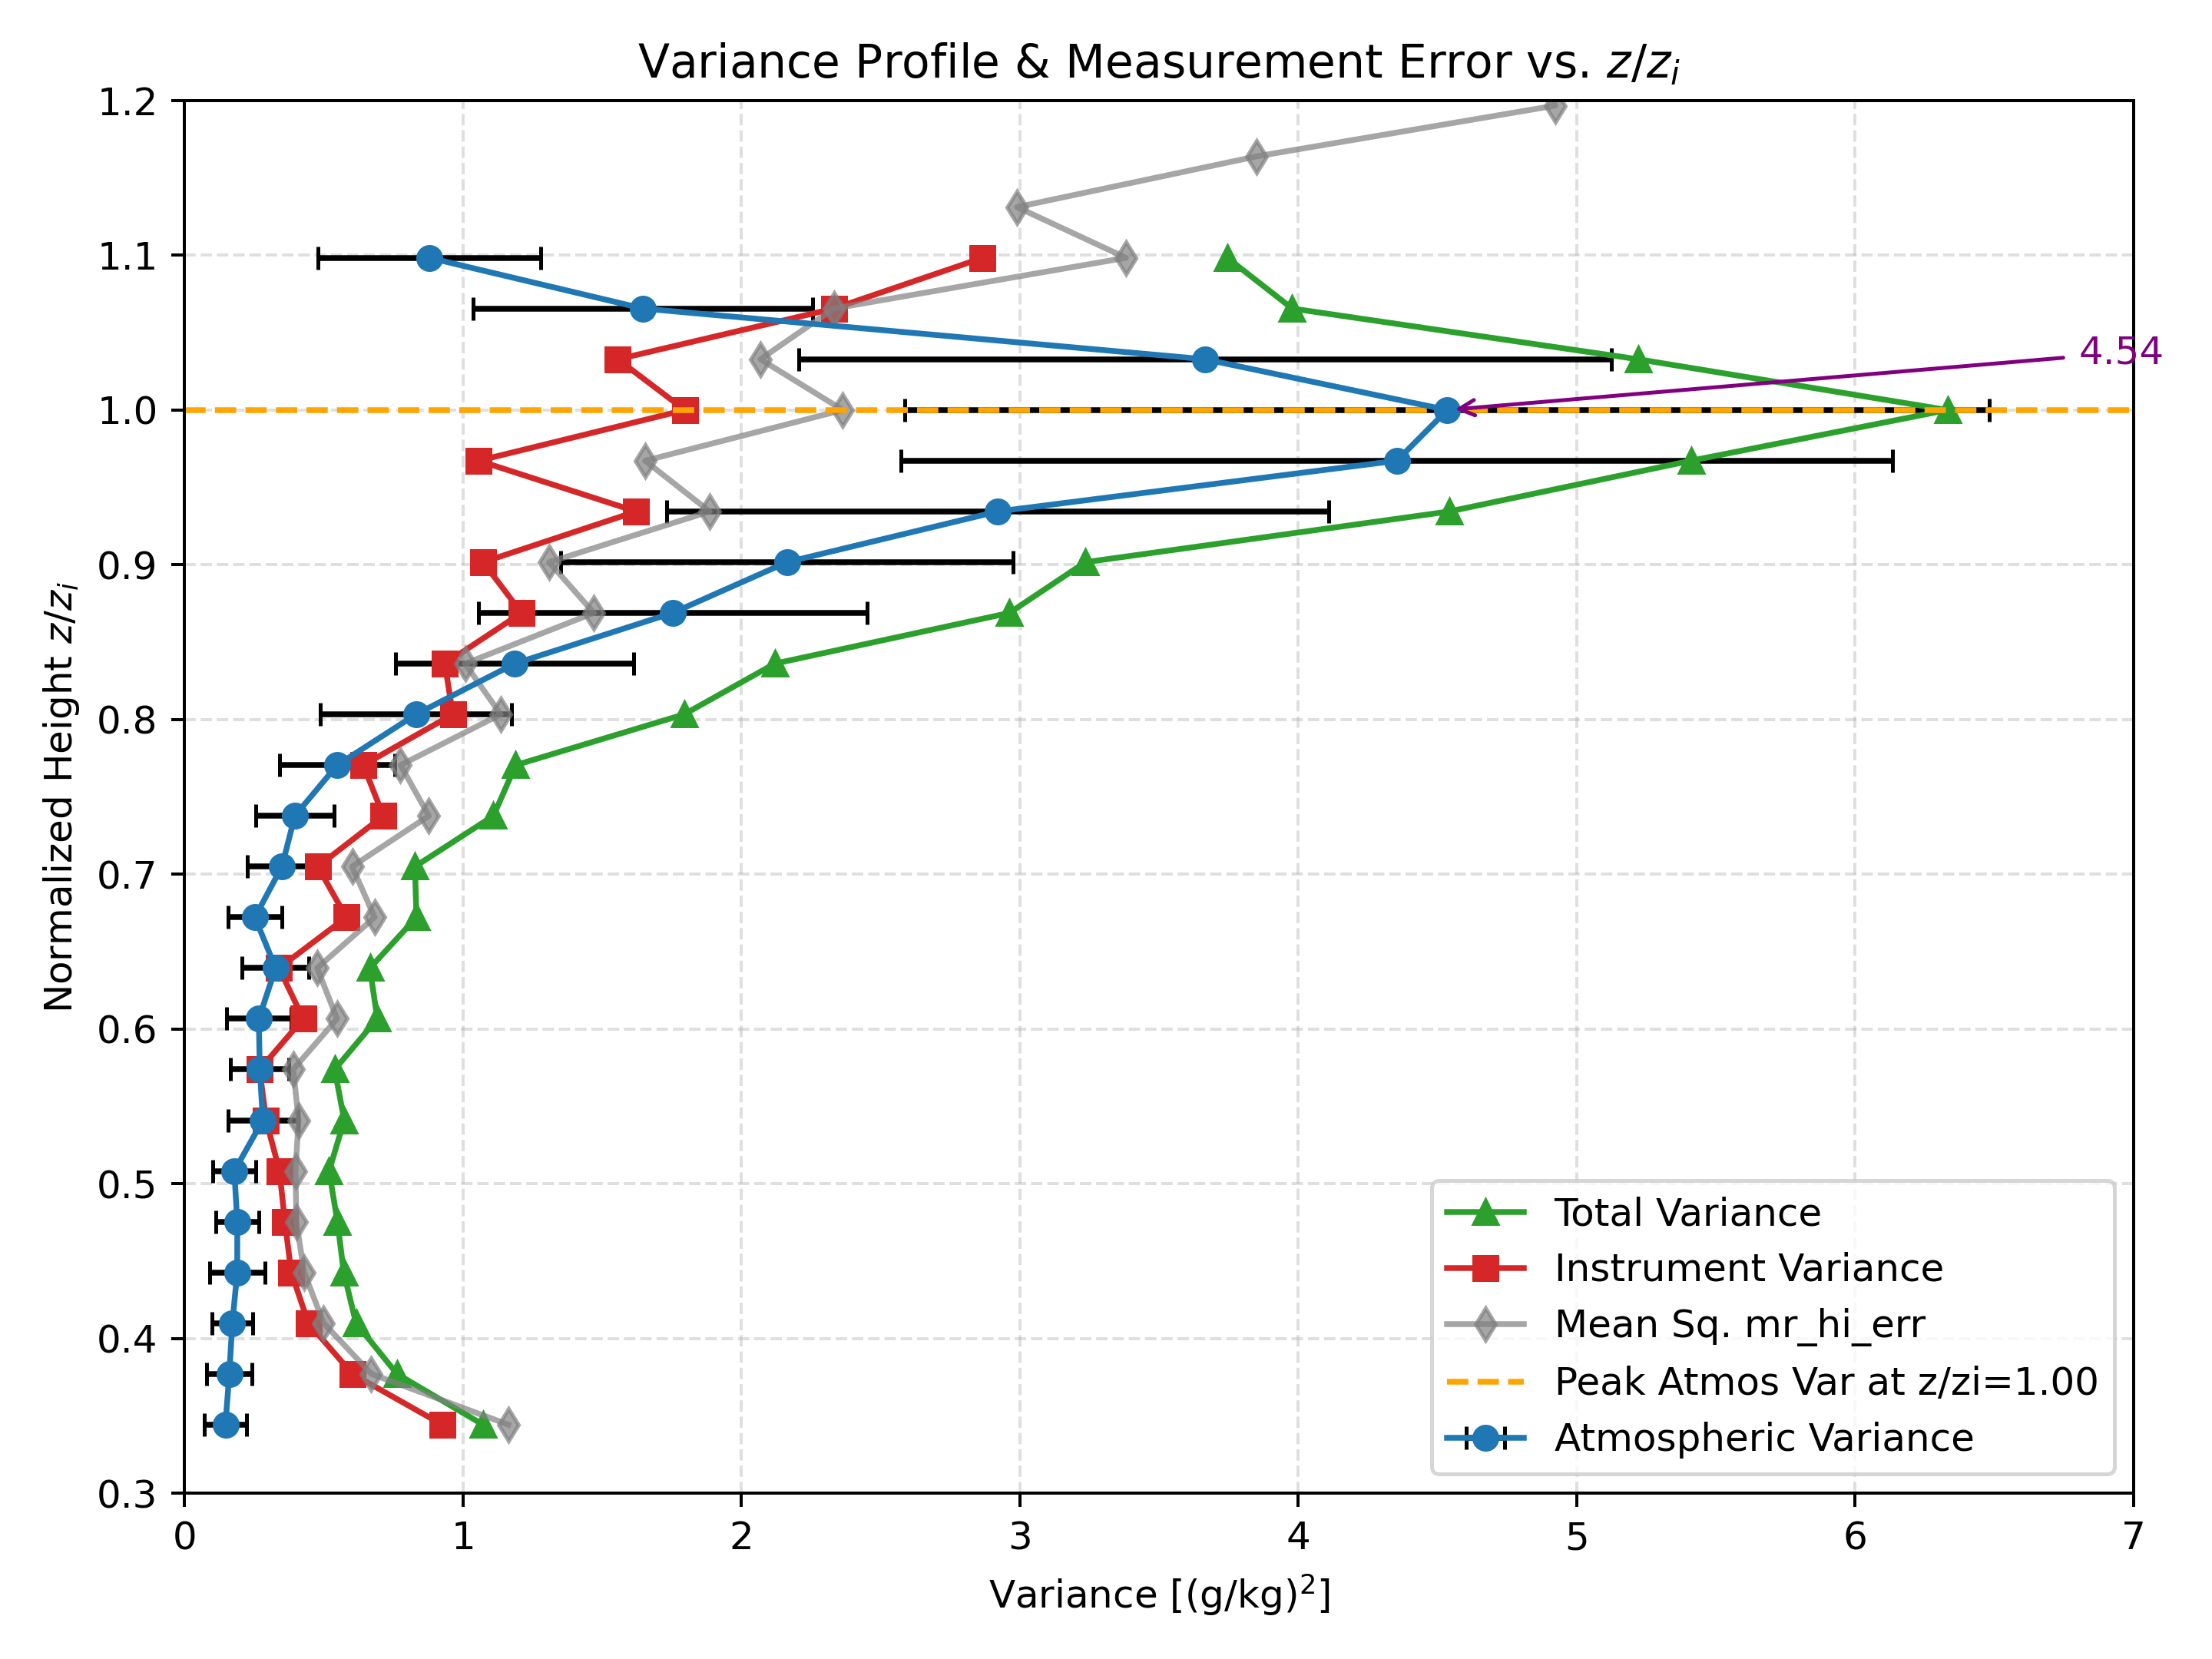 Variance Profile & Measurement Error vs. z/z_i
1.2
1.1
1.0
0.9
0.8
0.7
0.6
0.5
0.4
0.3
Normalized Height z/z_i
4.54
Total Variance
Instrument Variance
Mean Sq. mr_hi_err
Peak Atmos Var at z/zi=1.00
Atmospheric Variance
0 1 2 3 4 5 6 7
Variance [(g/kg)²]